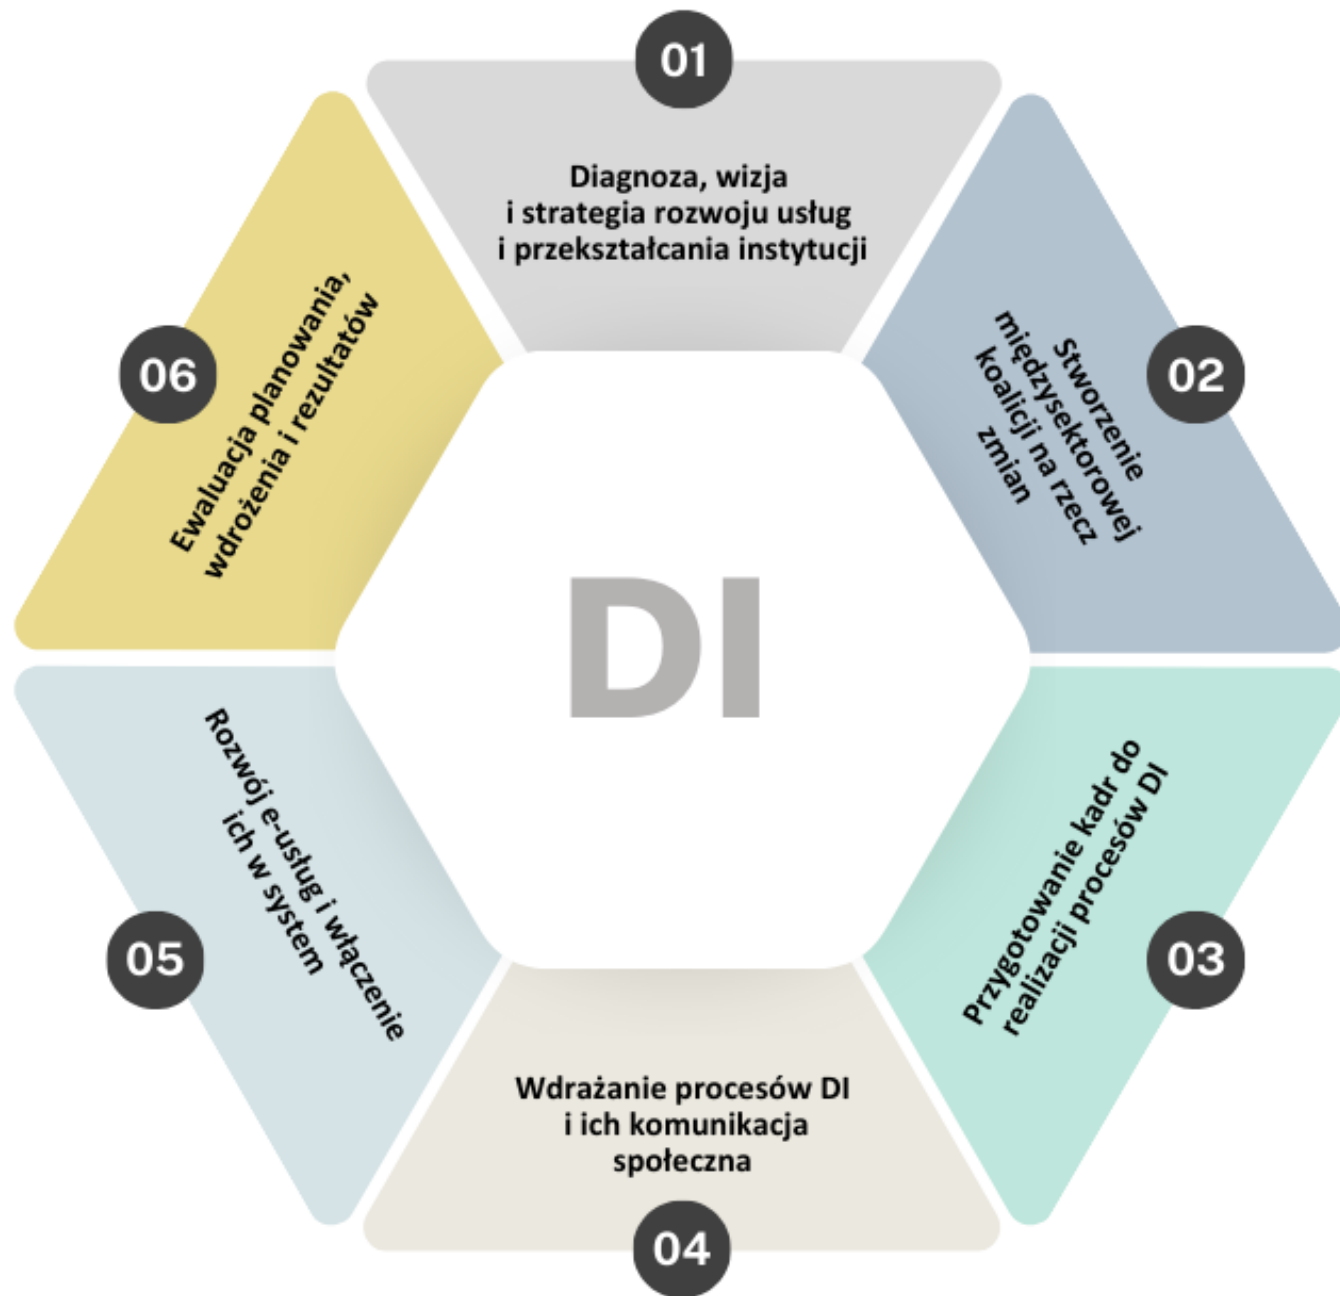 01
Diagnoza, wizja
i strategia rozwoju usług
i przekształcania instytucji
02
Stworzenie
międzysektorowej
koalicji na rzecz
zmian
03
Przygotowanie kadr do
realizacji procesów DI
04
Wdrażanie procesów DI
i ich komunikacja
społeczna
05
Rozwój e-usług i włączenie
ich w system
06
Ewaluacja planowania,
wdrożenia i rezultatów
DI